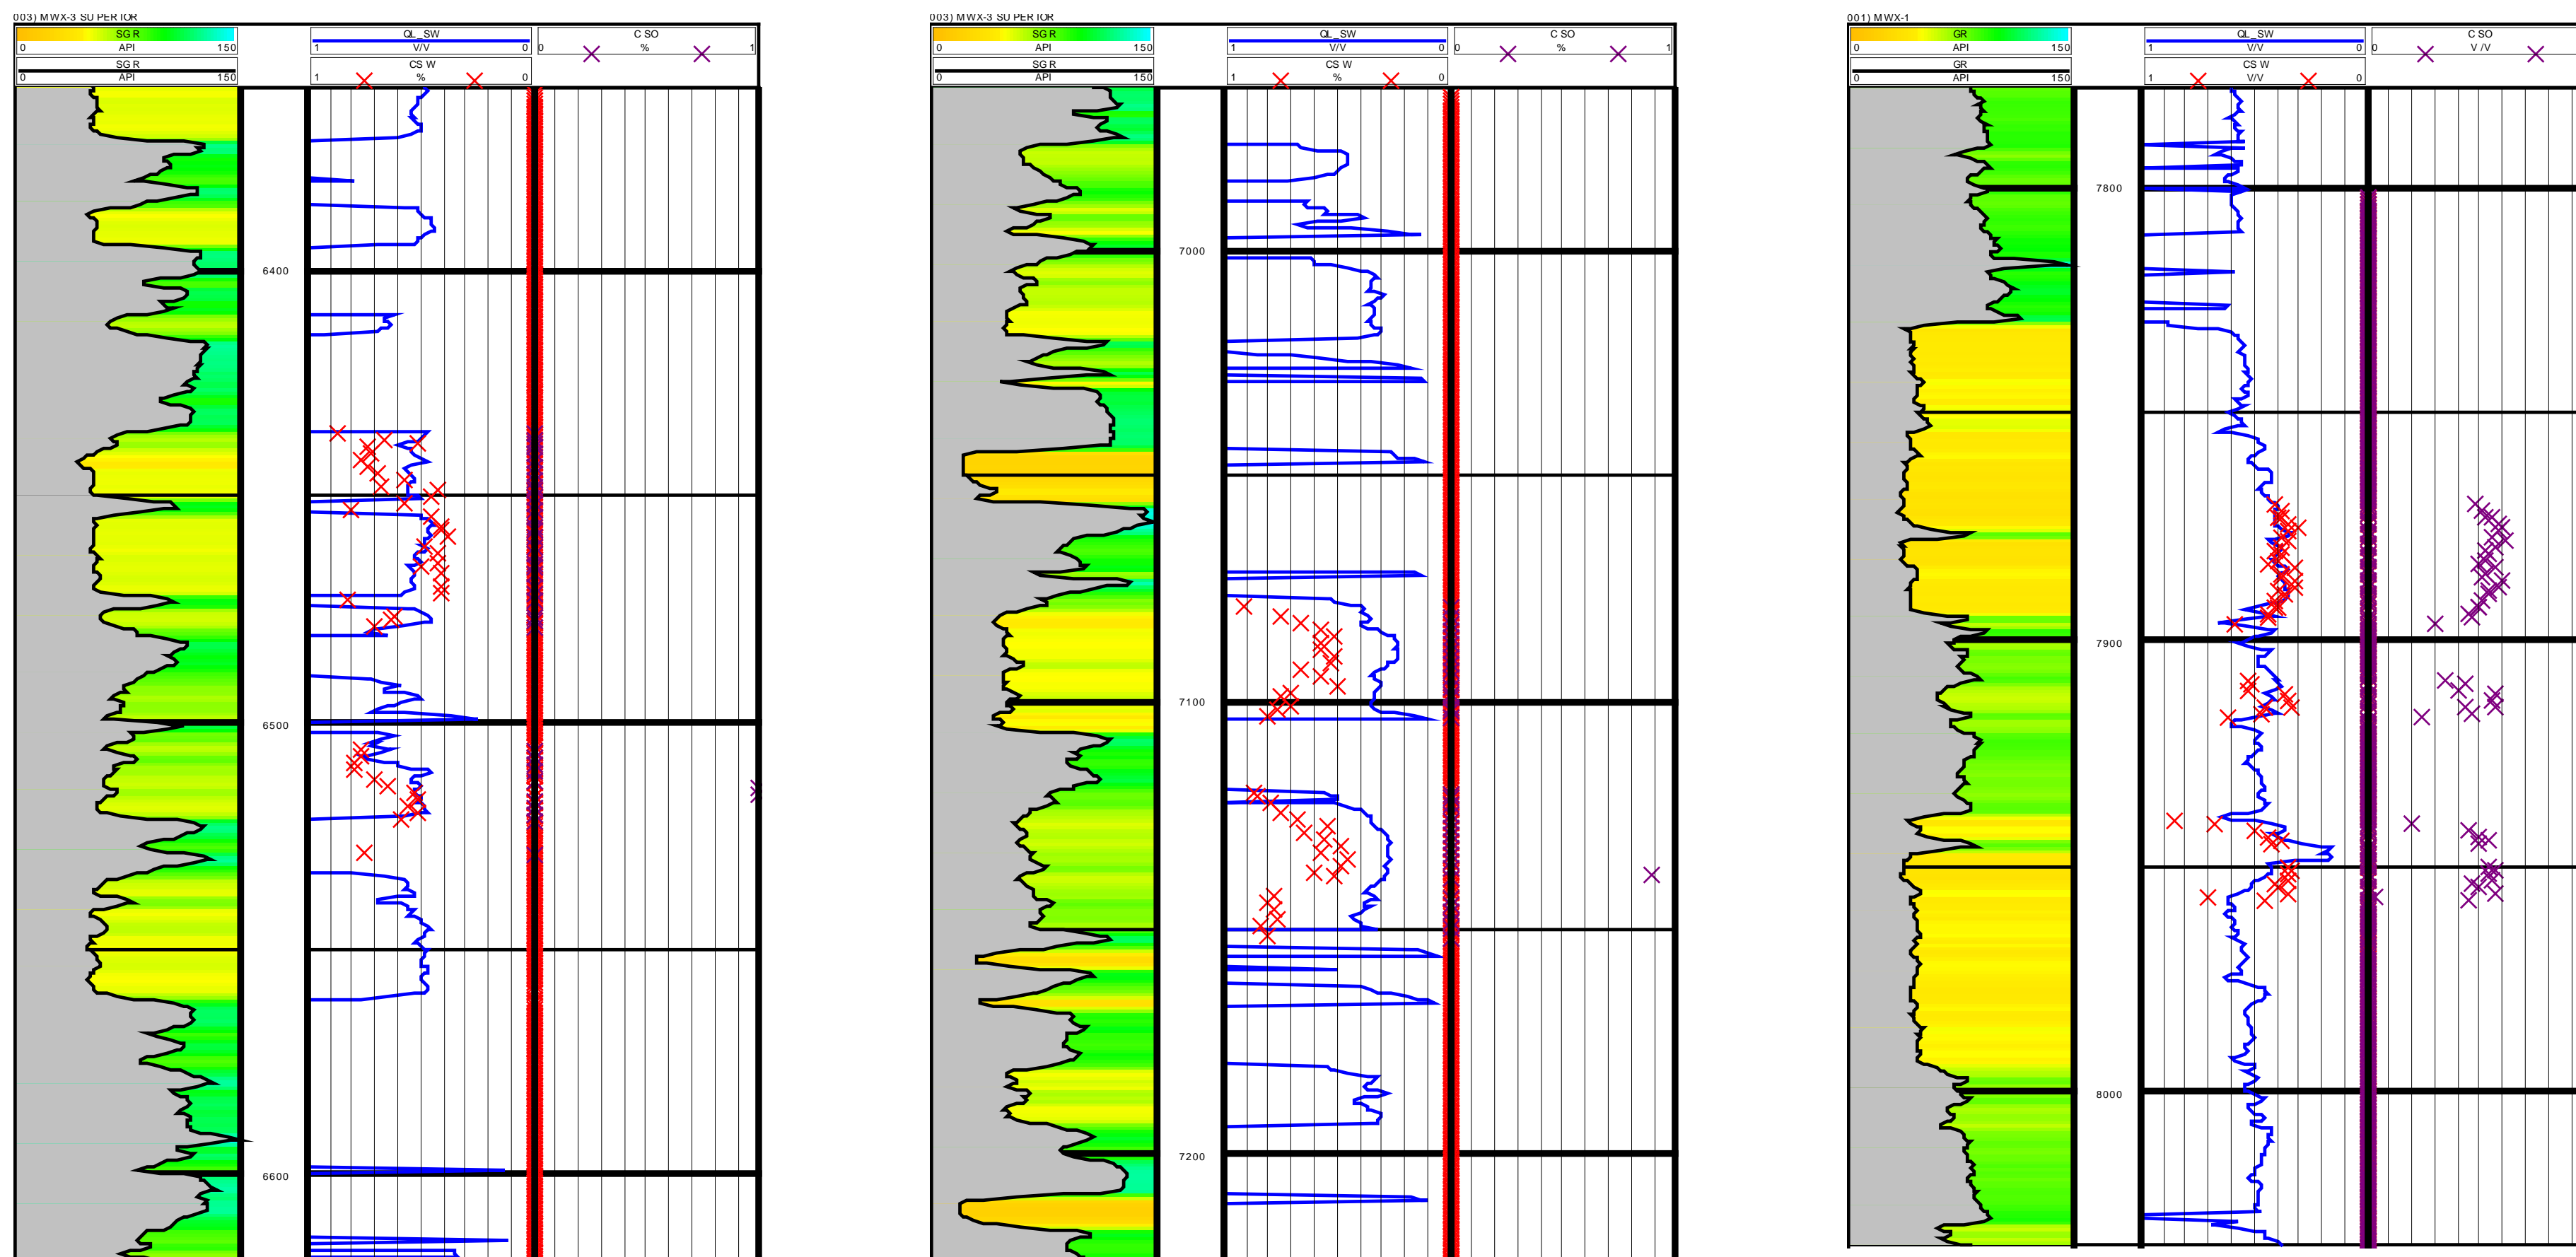 003) MWX-3 SUPERIOR
SGR
0 API 150
SGR
0 API 150
QL_SW
1 V/V 0
CSW
1 % 0
CSO
0 % 1
6400
6500
6600
003) MWX-3 SUPERIOR
SGR
0 API 150
SGR
0 API 150
QL_SW
1 V/V 0
CSW
1 % 0
CSO
0 % 1
7000
7100
7200
001) MWX-1
GR
0 API 150
GR
0 API 150
QL_SW
1 V/V 0
CSW
1 V/V 0
CSO
0 V/V
7800
7900
8000